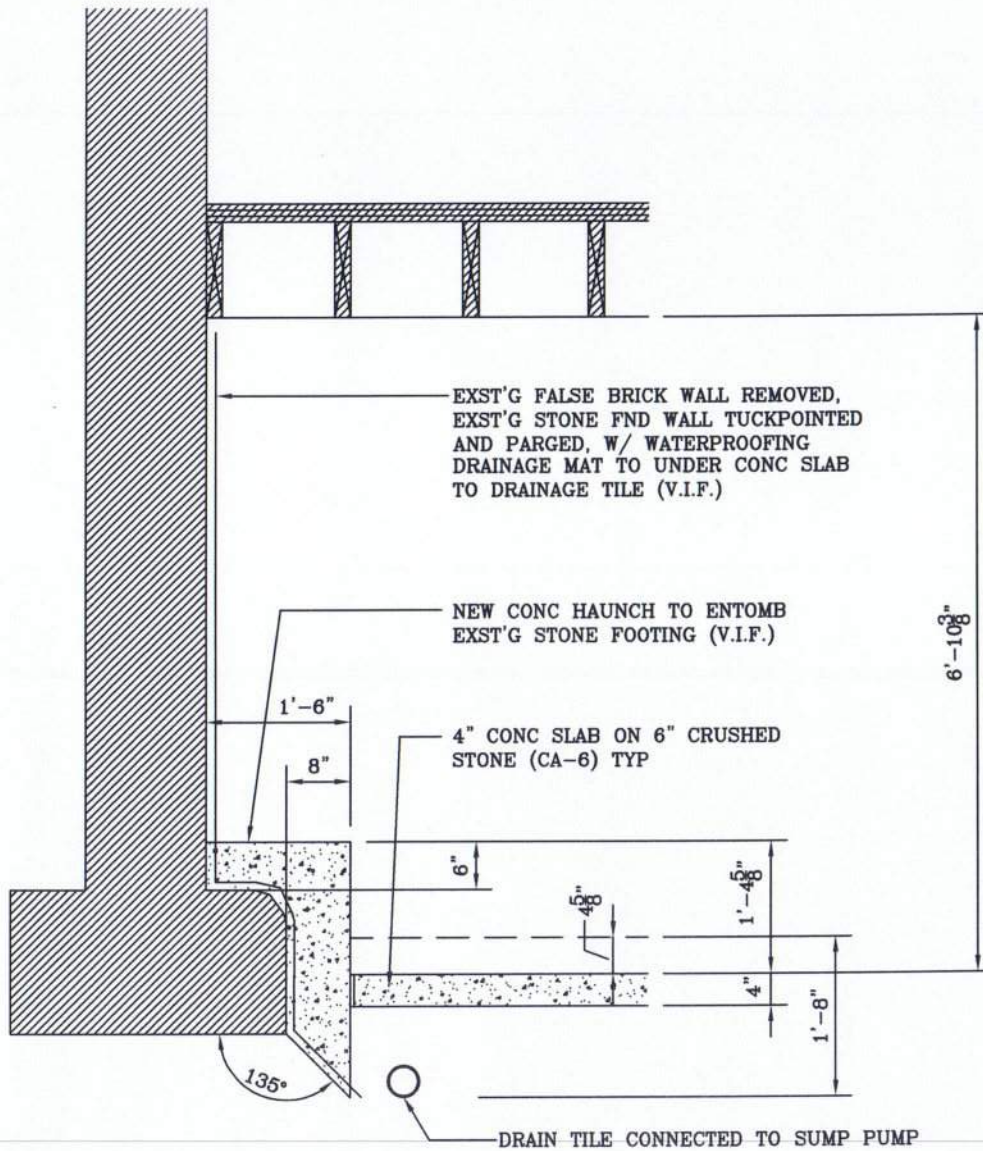 EXST'G FALSE BRICK WALL REMOVED,
EXST'G STONE FND WALL TUCKPOINTED
AND PARGED, W/ WATERPROOFING
DRAINAGE MAT TO UNDER CONC SLAB
TO DRAINAGE TILE (V.I.F.)
6'-10 3/8"
NEW CONC HAUNCH TO ENTOMB
EXST'G STONE FOOTING (V.I.F.)
1'-6"
4" CONC SLAB ON 6" CRUSHED
STONE (CA-6) TYP
8"
6"
4 5/8"
1'-4 5/8"
4"
1'-8"
135°
DRAIN TILE CONNECTED TO SUMP PUMP